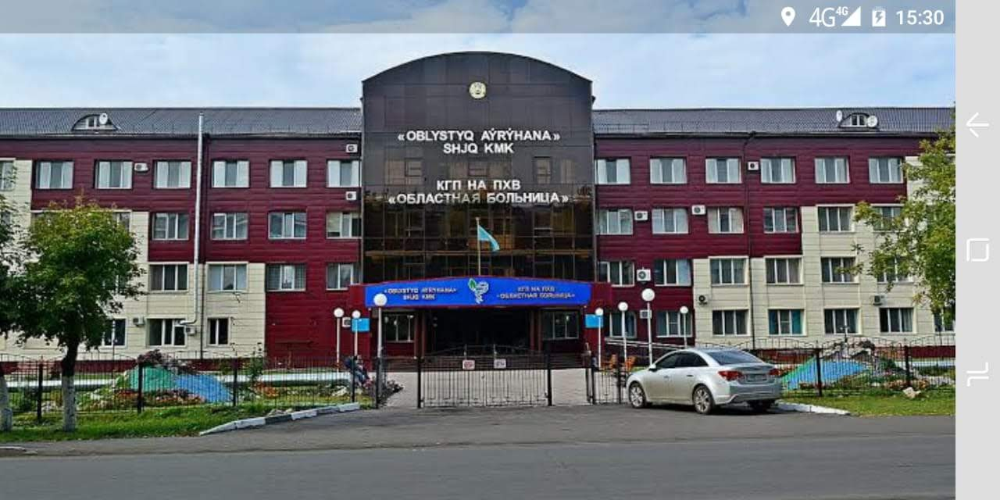 4G 4G 15:30
«OBLYSTYQ AÝRÝHANA»
SHJQ KMK
КГП НА ПХВ
«ОБЛАСТНАЯ БОЛЬНИЦА»
«OBLYSTYQ AÝRÝHANA»
SHJQ KMK
КГП НА ПХВ
«ОБЛАСТНАЯ БОЛЬНИЦА»